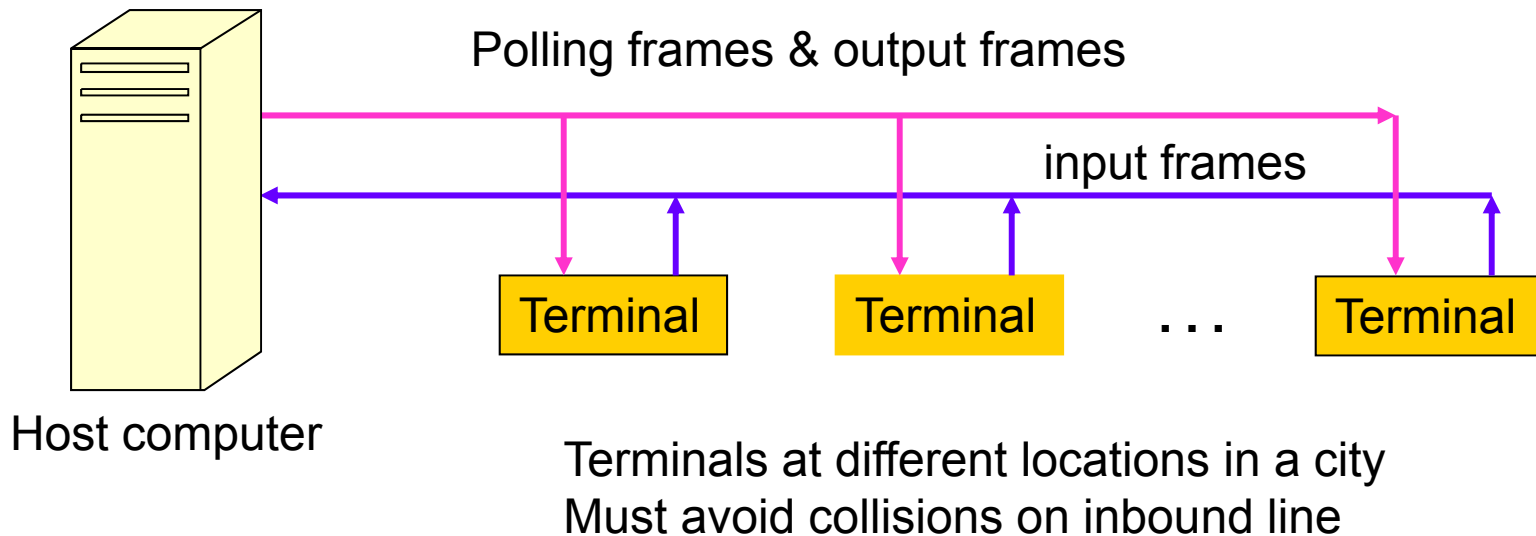 Polling frames & output frames
input frames
Terminal
Terminal
. . .
Terminal
Host computer
Terminals at different locations in a city
Must avoid collisions on inbound line